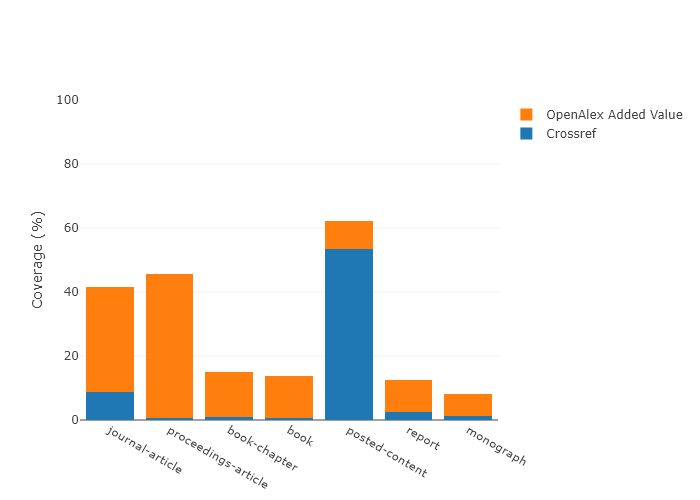 100
80
60
40
20
0
Coverage (%)
OpenAlex Added Value
Crossref
journal-article
proceedings-article
book-chapter
book
posted-content
report
monograph